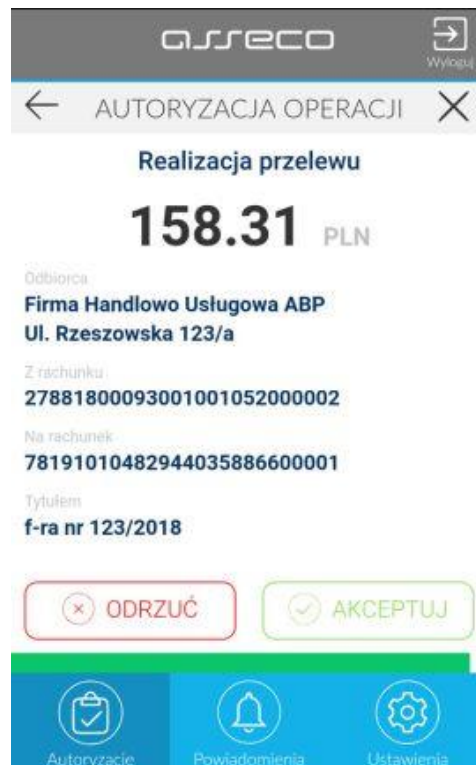 asseco
Wyloguj
AUTORYZACJA OPERACJI
Realizacja przelewu
158.31 PLN
Odbiorca
Firma Handlowo Usługowa ABP
Ul. Rzeszowska 123/a
Z rachunku
27881800093001001052000002
Na rachunek
78191010482944035886600001
Tytułem
f-ra nr 123/2018
ODRZUĆ AKCEPTUJ
Autoryzacje Powiadomienia Ustawienia